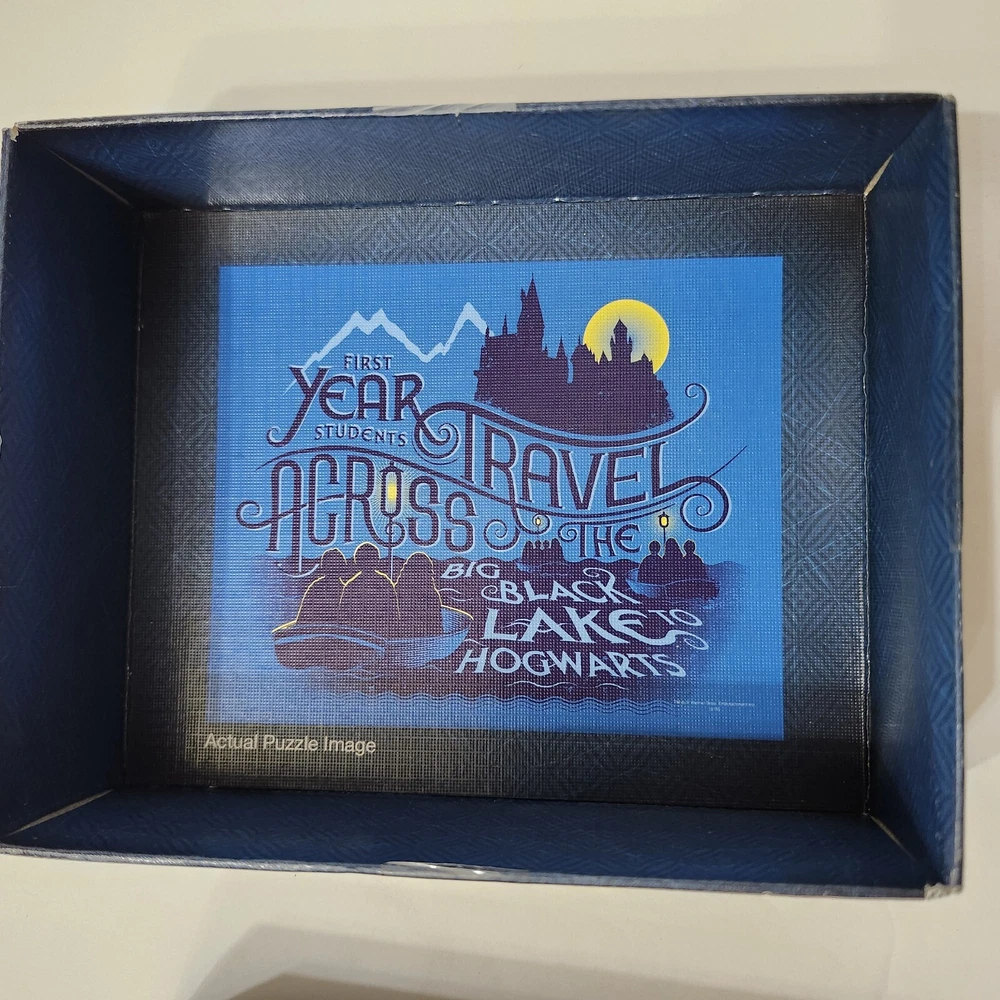 FIRST
YEAR
STUDENTS
TRAVEL
ACROSS
THE
BIG
BLACK
LAKE TO
HOGWARTS
Actual Puzzle Image